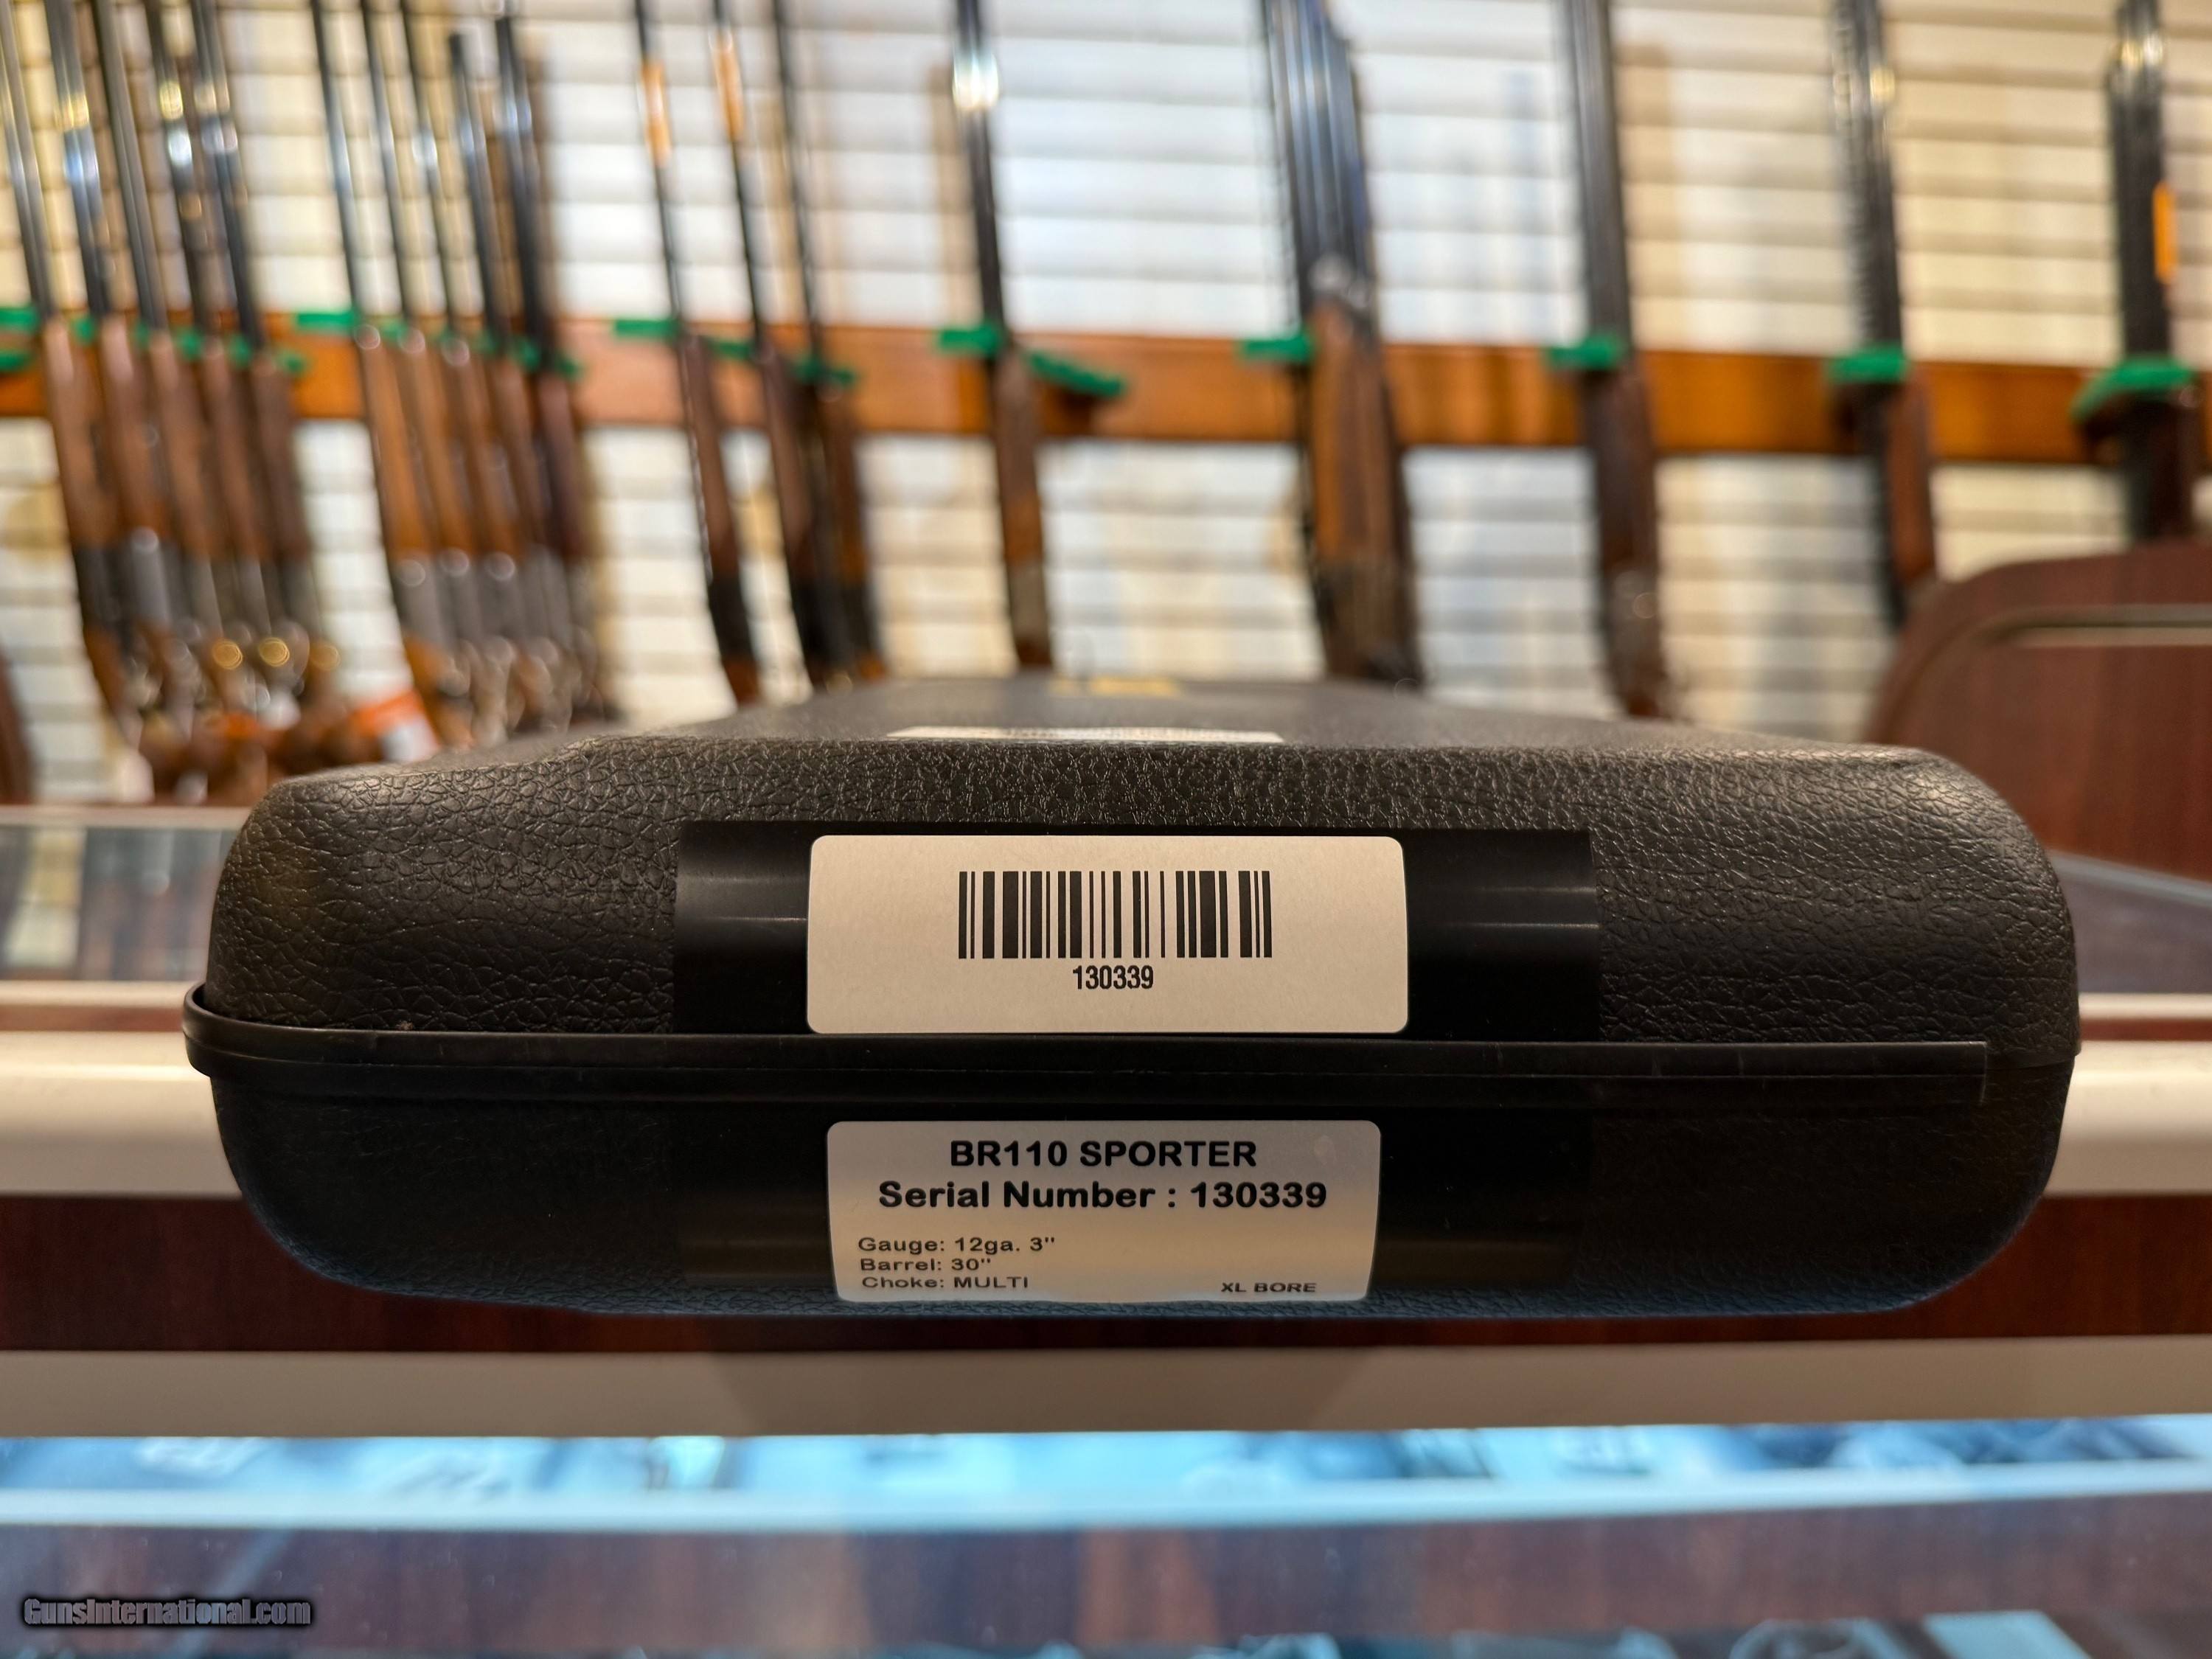 130339
BR110 SPORTER
Serial Number : 130339
Gauge: 12ga. 3"
Barrel: 30"
Choke: MULTI
XL BORE
GunsInternational.com